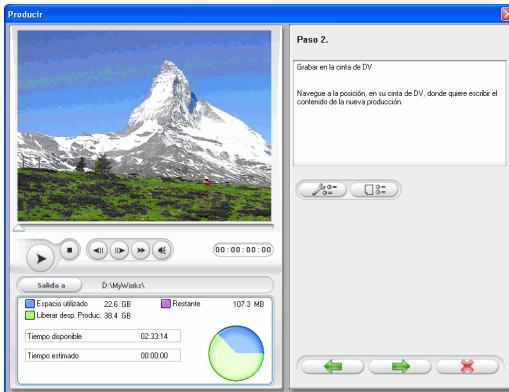 Producir
Paso 2.
Grabar en la cinta de DV
Navegue a la posición, en su cinta de DV, donde quiere escribir el
contenido de la nueva producción.
00:00:00:00
Salida a D:\MyWorks\
Espacio utilizado 22.6 GB Restante 107.3 MB
Liberar desp. Produc. 38.4 GB
Tiempo disponible 02:33:14
Tiempo estimado 00:00:00